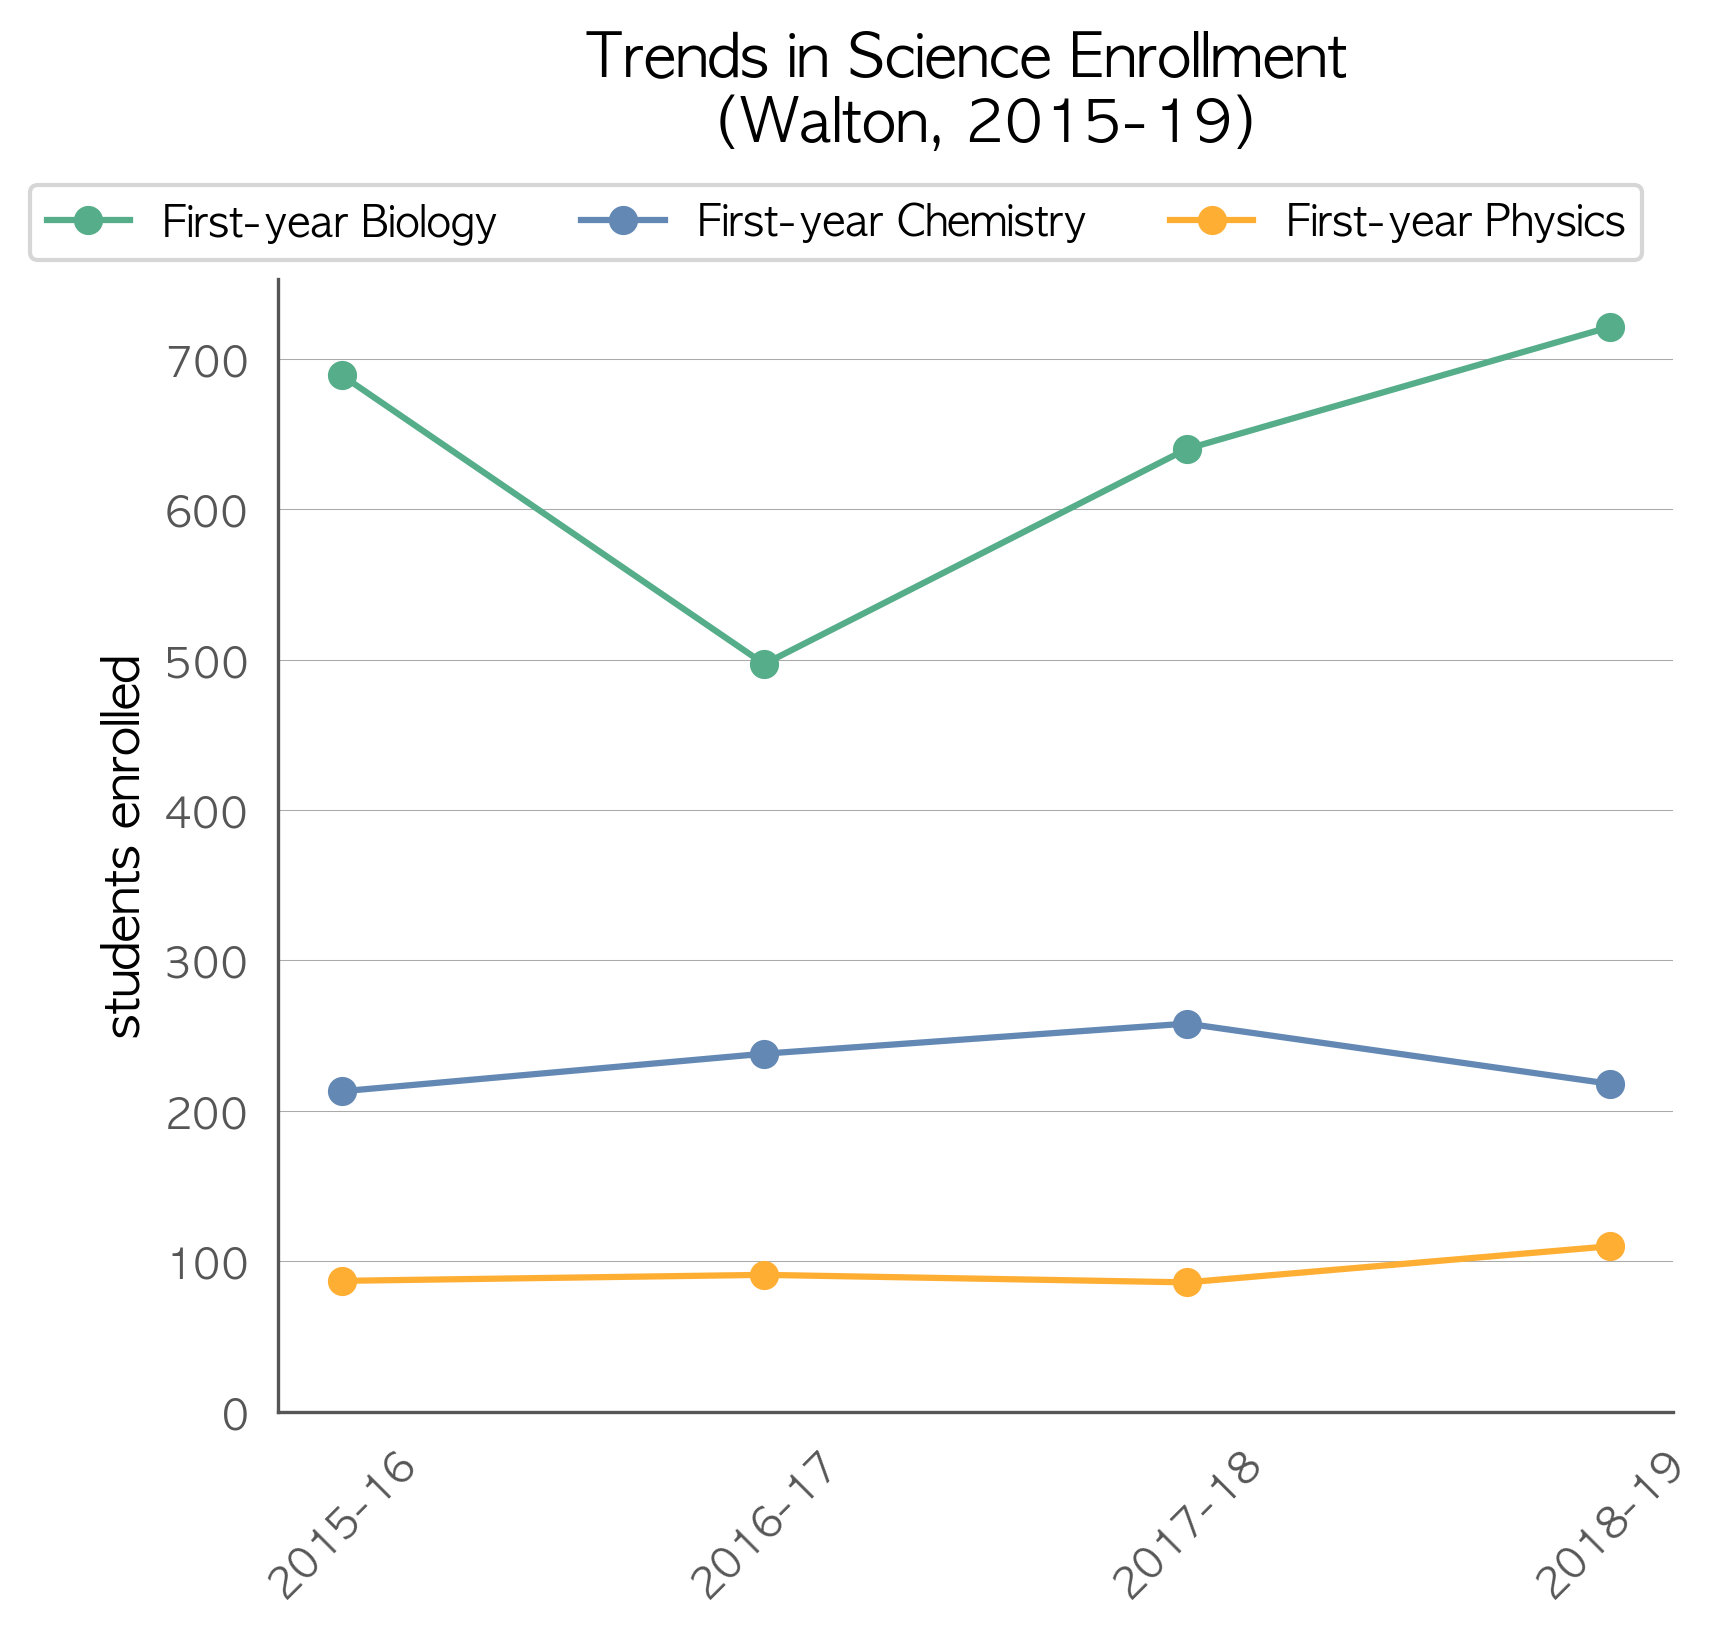 Trends in Science Enrollment
(Walton, 2015-19)
First-year Biology
First-year Chemistry
First-year Physics
students enrolled
700
600
500
400
300
200
100
0
2015-16
2016-17
2017-18
2018-19